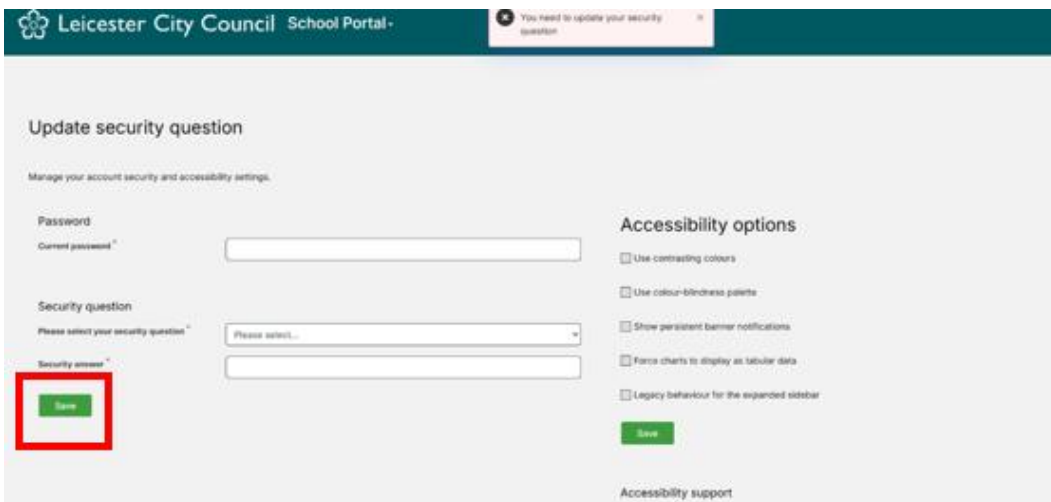 Leicester City Council School Portal
You need to update your security
question
Update security question
Manage your account security and accessibility settings.
Password
Current password *
Security question
Please select your security question *
Please select...
Security answer *
Save
Accessibility options
Use contrasting colours
Use colour-blindness palette
Show persistent banner notifications
Force charts to display as tabular data
Legacy behaviour for the expanded sidebar
Save
Accessibility support